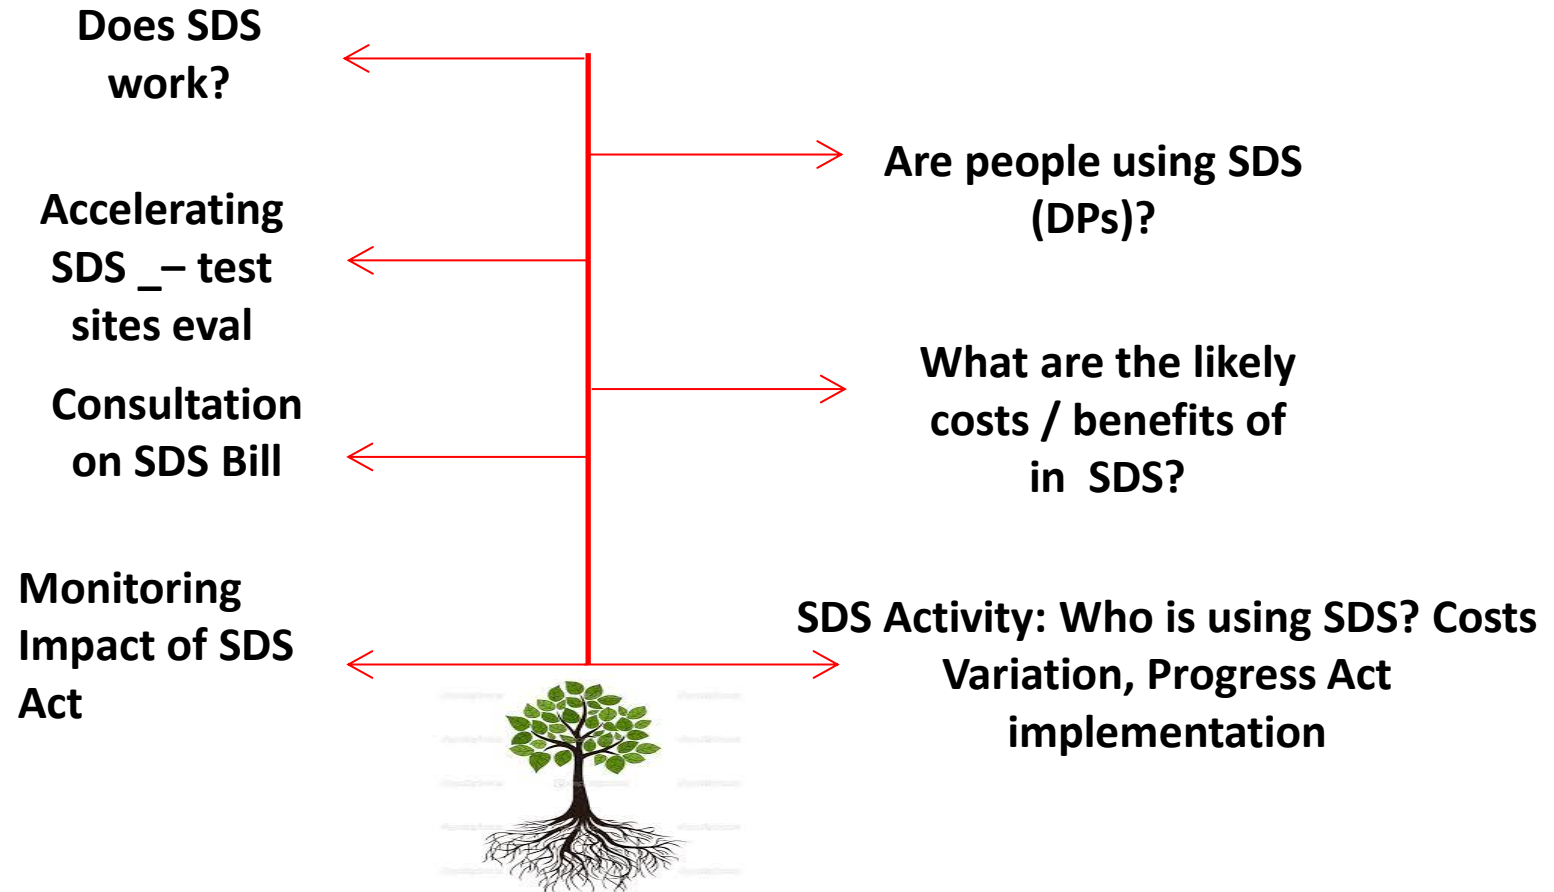 Does SDS
work?
Are people using SDS
(DPs)?
Accelerating
SDS _– test
sites eval
What are the likely
costs / benefits of
in  SDS?
Consultation
on SDS Bill
Monitoring
Impact of SDS
Act
SDS Activity: Who is using SDS? Costs
Variation, Progress Act
implementation